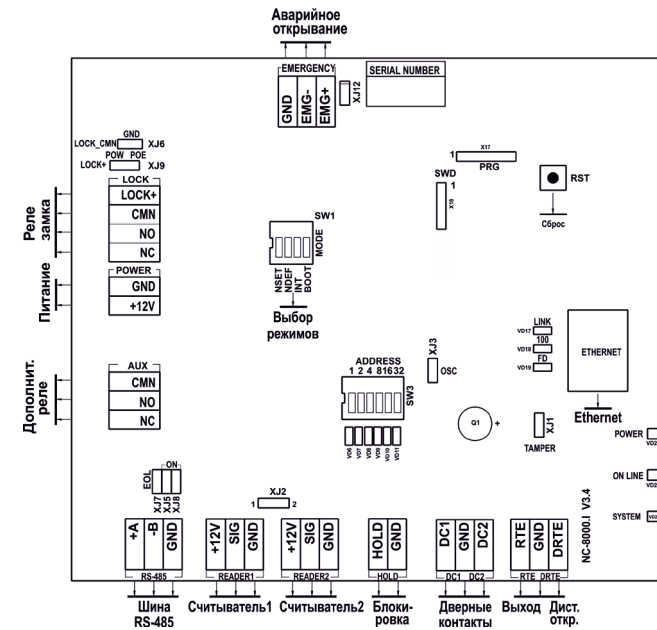 Аварийное
открывание
EMERGENCY
GND
EMG-
EMG+
XJ12
SERIAL NUMBER
GND
LOCK_CMN
XJ6
POW POE
LOCK+
XJ9
LOCK
LOCK+
CMN
NO
NC
Реле
замка
POWER
GND
+12V
Питание
AUX
CMN
NO
NC
Дополнит.
реле
SW1
MODE
NSET
NDEF
INT
BOOT
Выбор
режимов
X17
1
PRG
SWD
1
X18
RST
Сброс
LINK
VD17
100
VD18
FD
VD19
ETHERNET
Ethernet
XJ3
OSC
ADDRESS
1 2 4 8 16 32
SW3
VD6
VD7
VD8
VD9
VD10
VD11
Q1
+
XJ1
TAMPER
POWER
ON LINE
SYSTEM
NC-8000.I V3.4
ON
EOL
XJ7
XJ5
XJ8
XJ2
1 2
+A
-B
GND
RS-485
+12V
SIG
GND
READER1
+12V
SIG
GND
READER2
HOLD
GND
HOLD
DC1
GND
DC2
DC1 DC2
RTE
GND
DRTE
RTE DRTE
Шина
RS-485
Считыватель1
Считыватель2
Блоки-
ровка
Дверные
контакты
Выход
Дист.
откр.